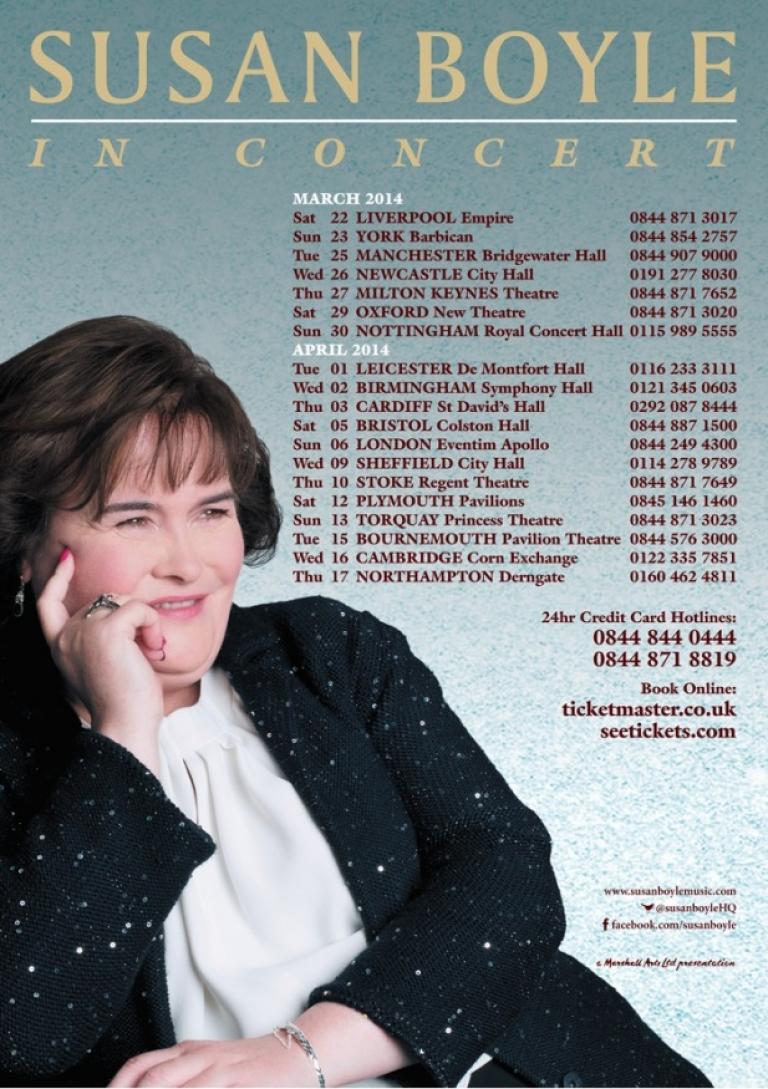 SUSAN BOYLE
IN CONCERT
MARCH 2014
Sat 22 LIVERPOOL Empire 0844 871 3017
Sun 23 YORK Barbican 0844 854 2757
Tue 25 MANCHESTER Bridgewater Hall 0844 907 9000
Wed 26 NEWCASTLE City Hall 0191 277 8030
Thu 27 MILTON KEYNES Theatre 0844 871 7652
Sat 29 OXFORD New Theatre 0844 871 3020
Sun 30 NOTTINGHAM Royal Concert Hall 0115 989 5555
APRIL 2014
Tue 01 LEICESTER De Montfort Hall 0116 233 3111
Wed 02 BIRMINGHAM Symphony Hall 0121 345 0603
Thu 03 CARDIFF St David's Hall 0292 087 8444
Sat 05 BRISTOL Colston Hall 0844 887 1500
Sun 06 LONDON Eventim Apollo 0844 249 4300
Wed 09 SHEFFIELD City Hall 0114 278 9789
Thu 10 STOKE Regent Theatre 0844 871 7649
Sat 12 PLYMOUTH Pavilions 0845 146 1460
Sun 13 TORQUAY Princess Theatre 0844 871 3023
Tue 15 BOURNEMOUTH Pavilion Theatre 0844 576 3000
Wed 16 CAMBRIDGE Corn Exchange 0122 335 7851
Thu 17 NORTHAMPTON Derngate 0160 462 4811
24hr Credit Card Hotlines:
0844 844 0444
0844 871 8819
Book Online:
ticketmaster.co.uk
seetickets.com
www.susanboylemusic.com
@susanboyleHQ
facebook.com/susanboyle
a Marshall Arts Ltd presentation